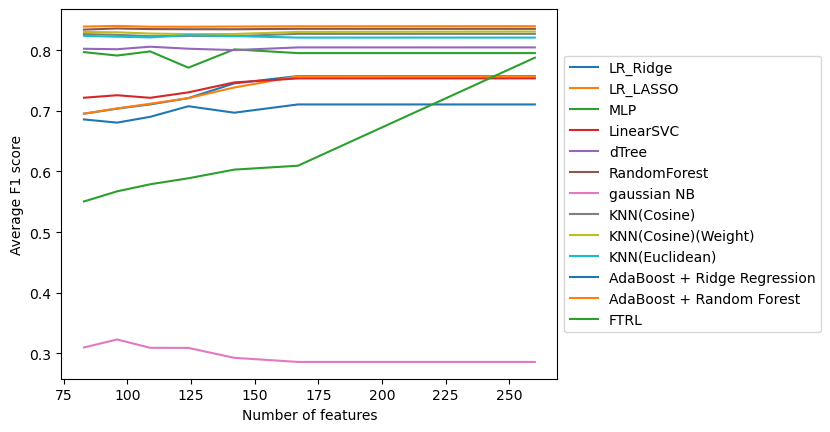 0.8
0.7
0.6
0.5
0.4
0.3
Average F1 score
75
100
125
150
175
200
225
250
Number of features
LR_Ridge
LR_LASSO
MLP
LinearSVC
dTree
RandomForest
gaussian NB
KNN(Cosine)
KNN(Cosine)(Weight)
KNN(Euclidean)
AdaBoost + Ridge Regression
AdaBoost + Random Forest
FTRL